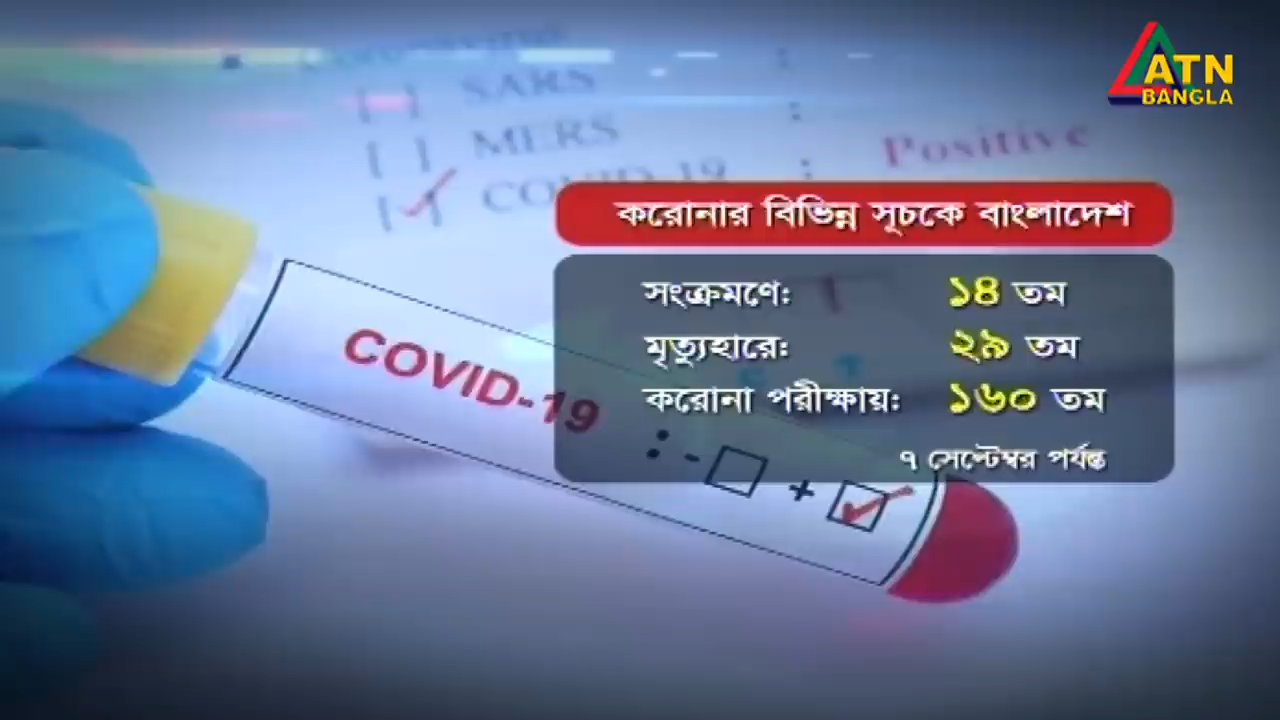 ATN
BANGLA
[ ] SARS :
[ ] MERS :
[✓] COVID-19 : Positive
করোনার বিভিন্ন সূচকে বাংলাদেশ
সংক্রমণে: ১৪ তম
মৃত্যুহারে: ২৯ তম
করোনা পরীক্ষায়: ১৬০ তম
৭ সেপ্টেম্বর পর্যন্ত
COVID-19 : - □ + ☑